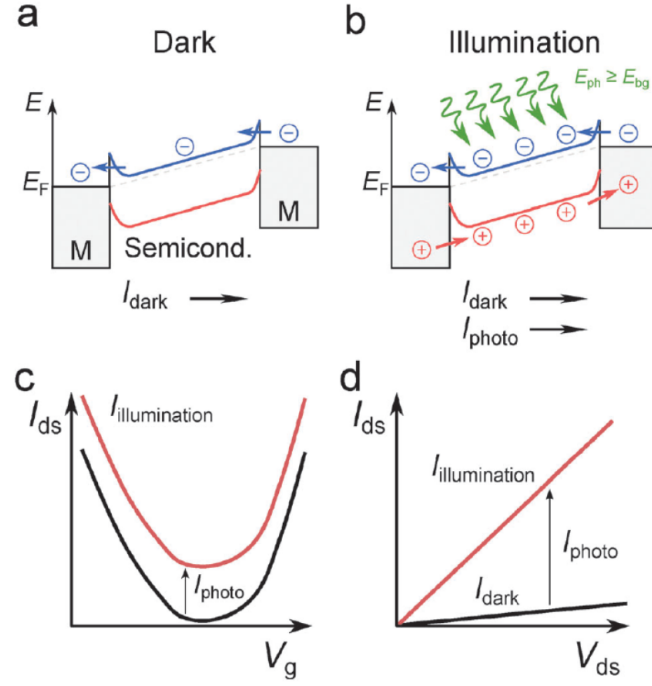 a
Dark
E
E_F
M
M
Semicond.
I_dark
b
Illumination
E_ph ≥ E_bg
E
E_F
I_dark
I_photo
c
I_ds
I_illumination
I_photo
V_g
d
I_ds
I_illumination
I_photo
I_dark
V_ds